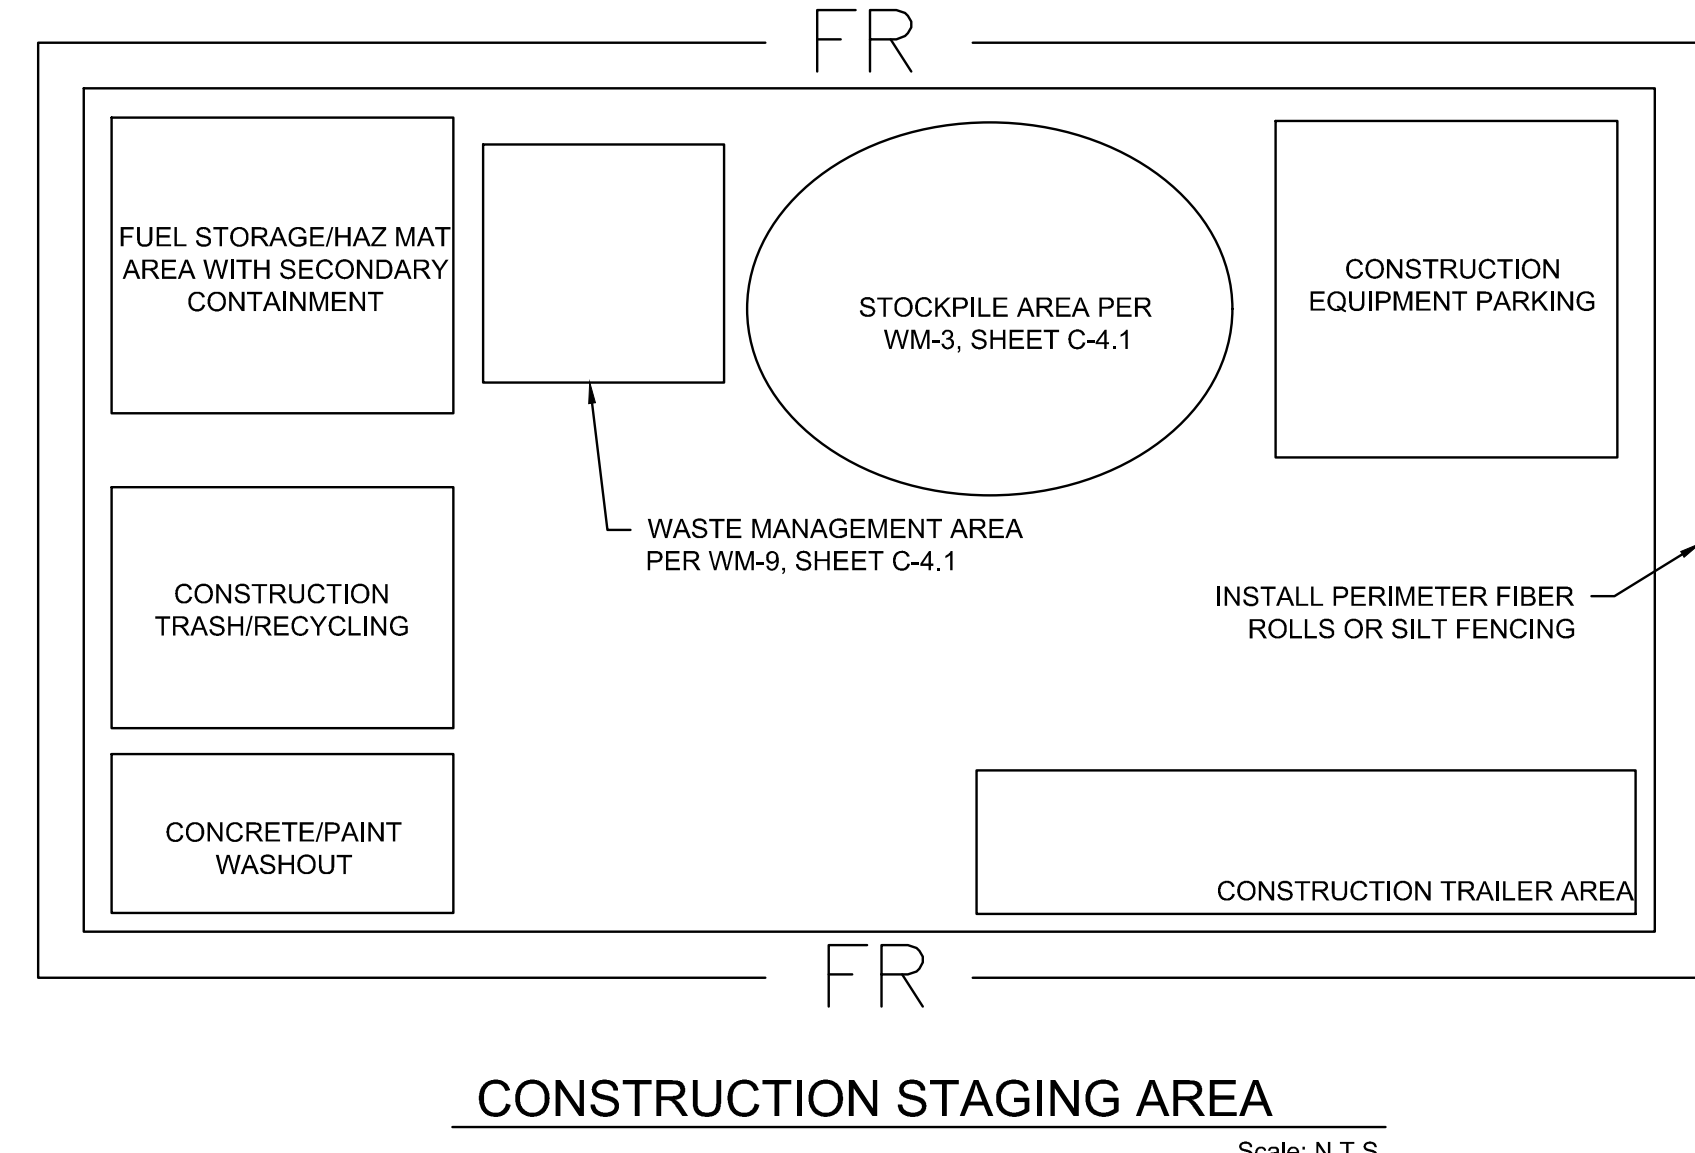 FR
FUEL STORAGE/HAZ MAT
AREA WITH SECONDARY
CONTAINMENT
STOCKPILE AREA PER
WM-3, SHEET C-4.1
CONSTRUCTION
EQUIPMENT PARKING
WASTE MANAGEMENT AREA
PER WM-9, SHEET C-4.1
CONSTRUCTION
TRASH/RECYCLING
INSTALL PERIMETER FIBER
ROLLS OR SILT FENCING
CONCRETE/PAINT
WASHOUT
CONSTRUCTION TRAILER AREA
FR
CONSTRUCTION STAGING AREA
Scale: N.T.S.